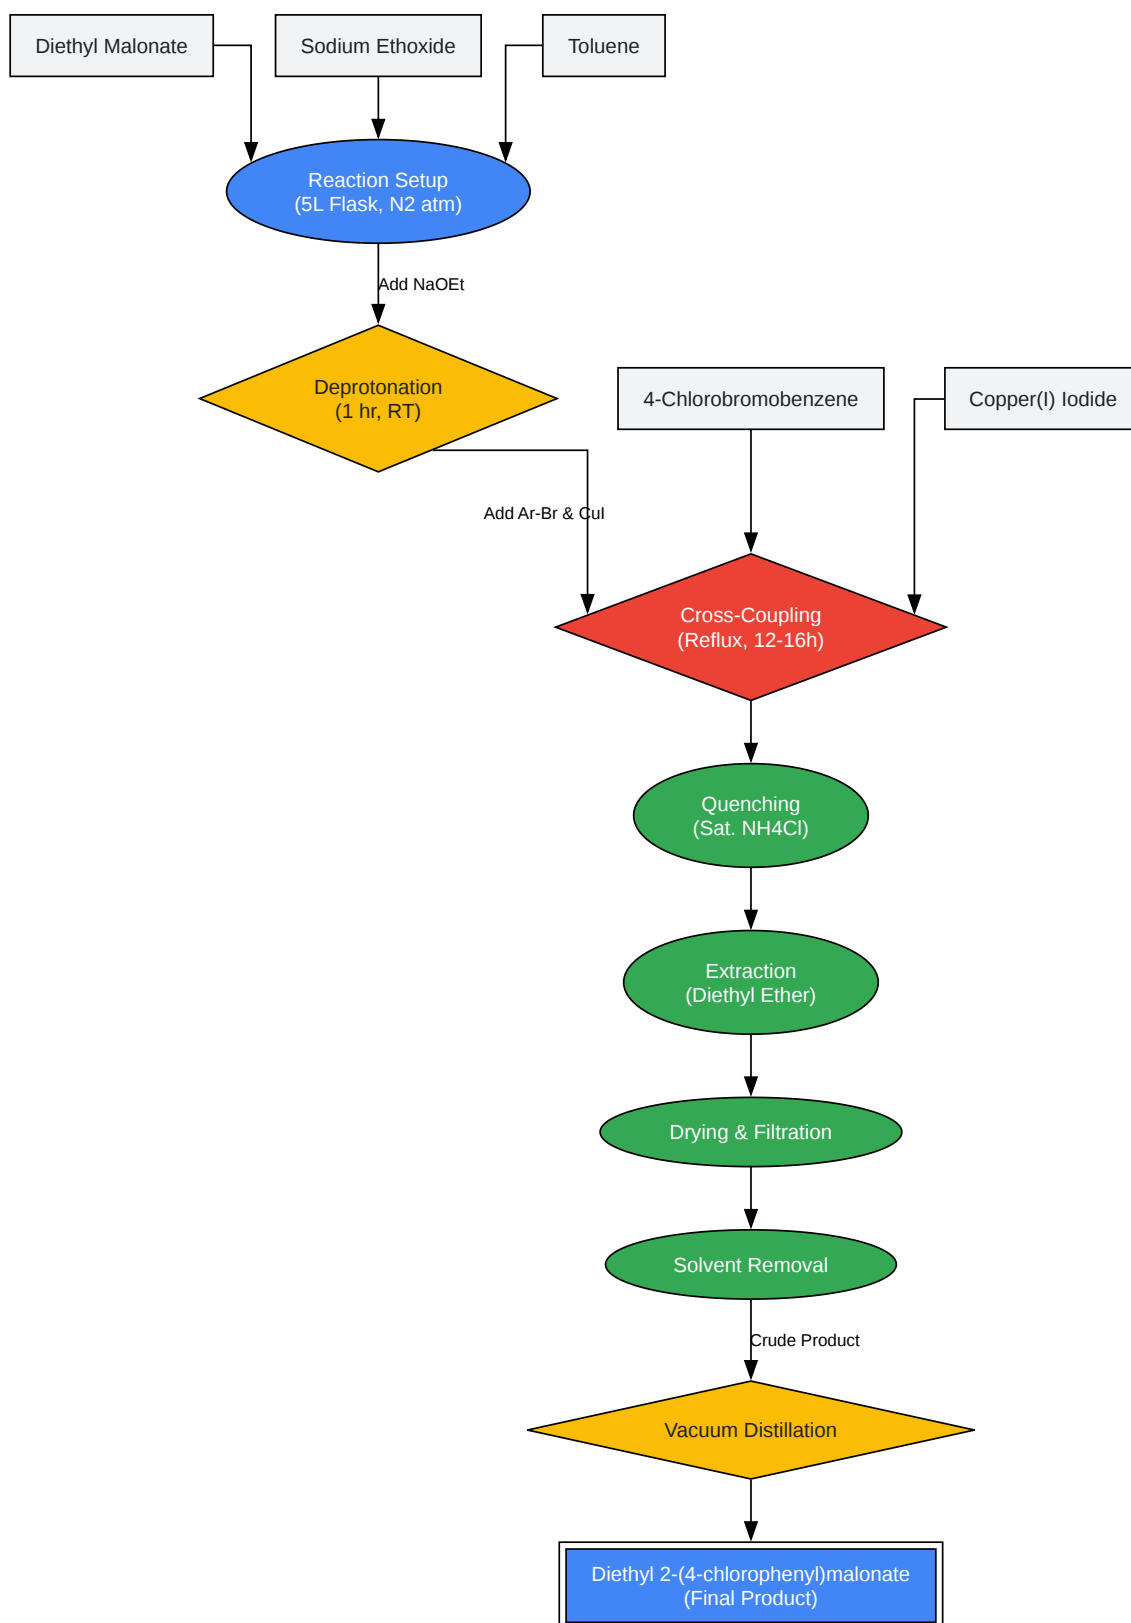 Diethyl Malonate
Sodium Ethoxide
Toluene
Reaction Setup
(5L Flask, N2 atm)
Add NaOEt
Deprotonation
(1 hr, RT)
4-Chlorobromobenzene
Copper(I) Iodide
Add Ar-Br & CuI
Cross-Coupling
(Reflux, 12-16h)
Quenching
(Sat. NH4Cl)
Extraction
(Diethyl Ether)
Drying & Filtration
Solvent Removal
Crude Product
Vacuum Distillation
Diethyl 2-(4-chlorophenyl)malonate
(Final Product)